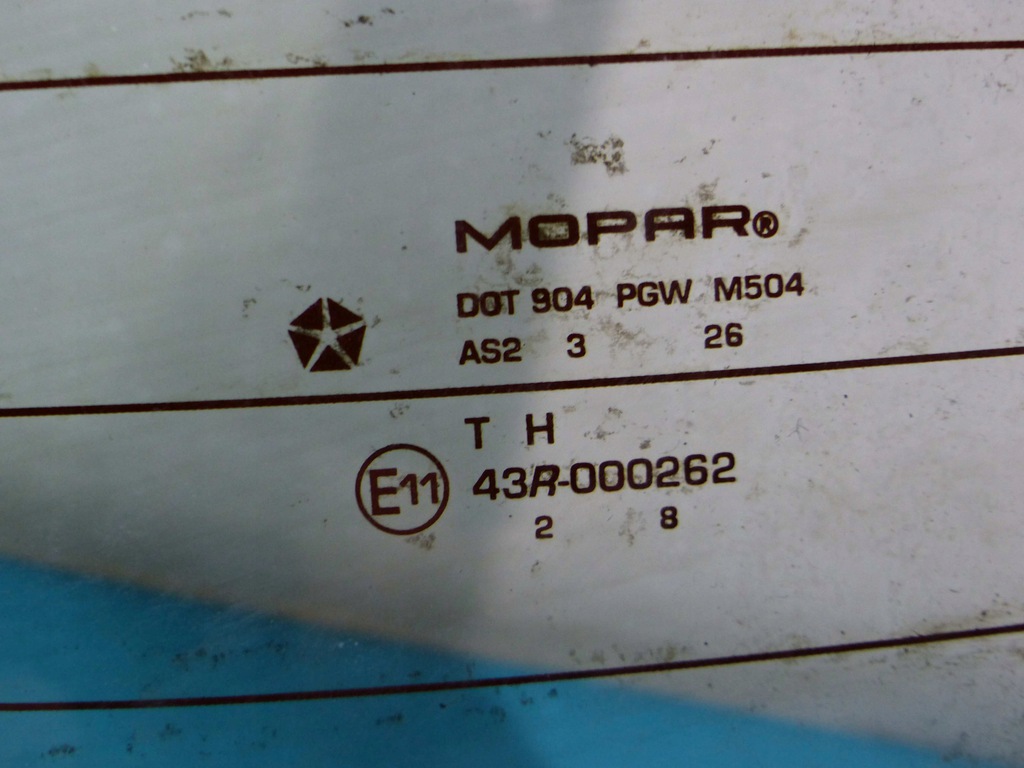 MOPAR®
DOT 904 PGW M504
AS2 3 26
T H
E11 43R-000262
2 8